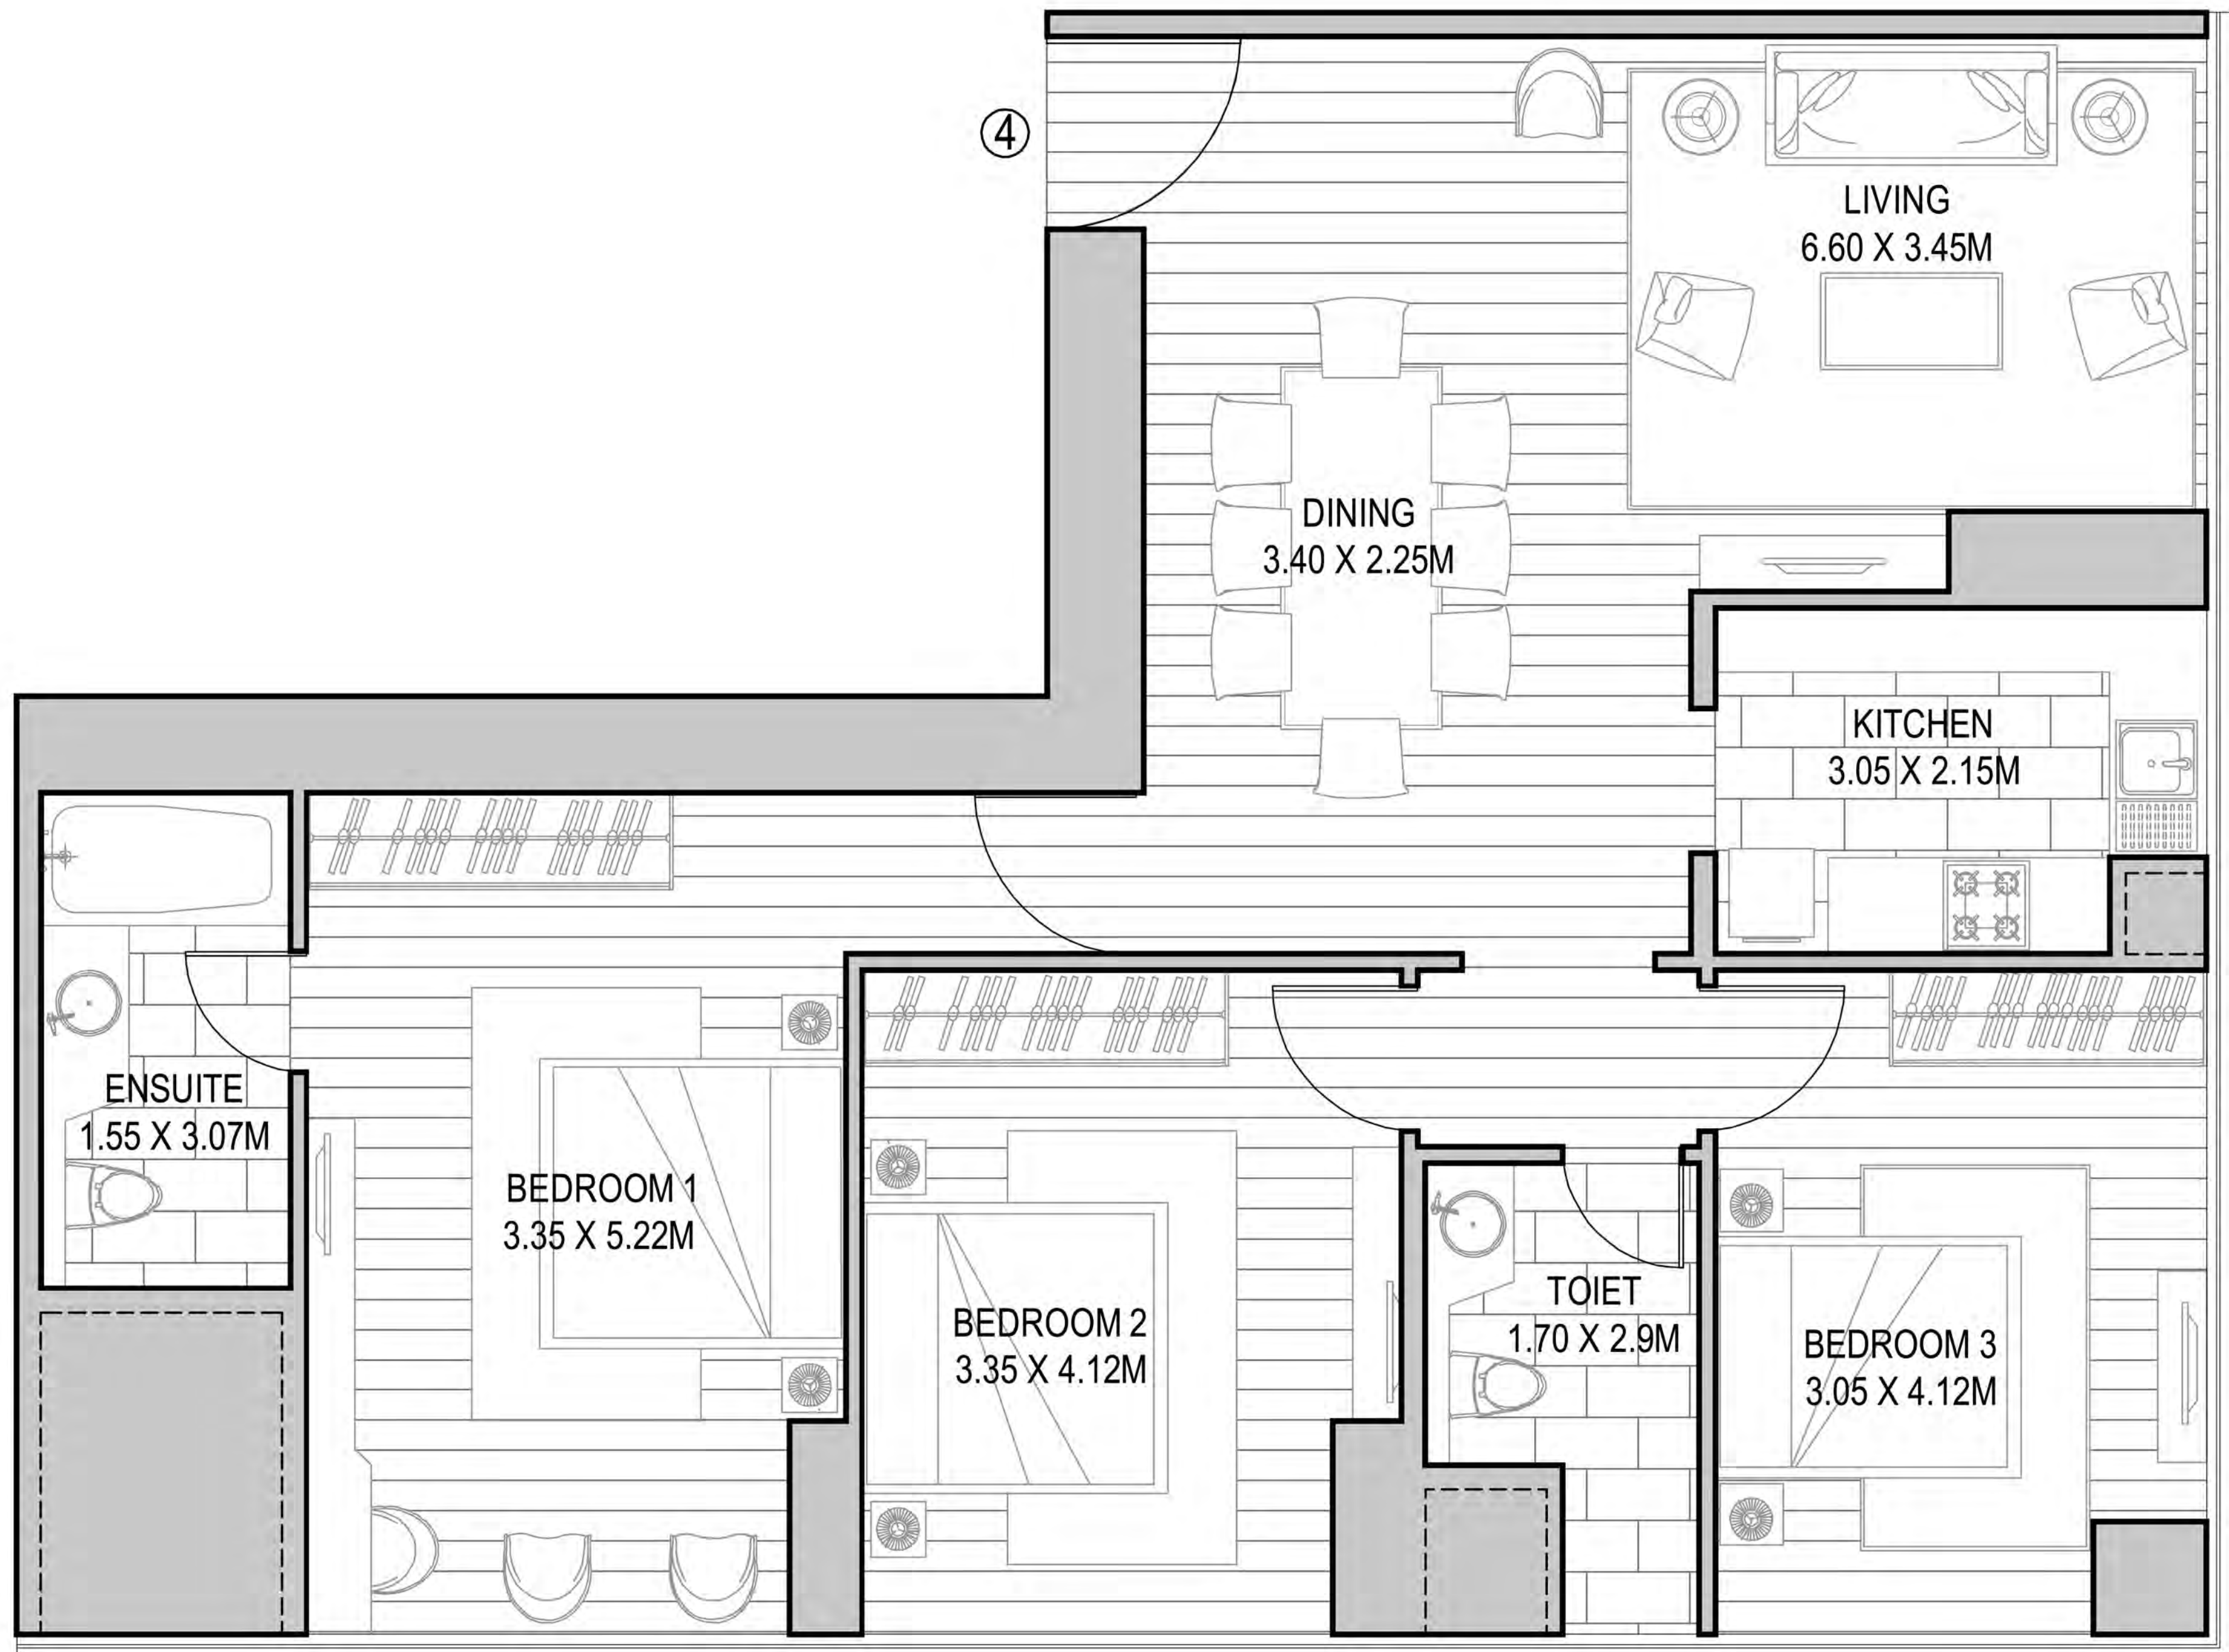 4
LIVING
6.60 X 3.45M
DINING
3.40 X 2.25M
KITCHEN
3.05 X 2.15M
ENSUITE
1.55 X 3.07M
BEDROOM 1
3.35 X 5.22M
BEDROOM 2
3.35 X 4.12M
TOIET
1.70 X 2.9M
BEDROOM 3
3.05 X 4.12M